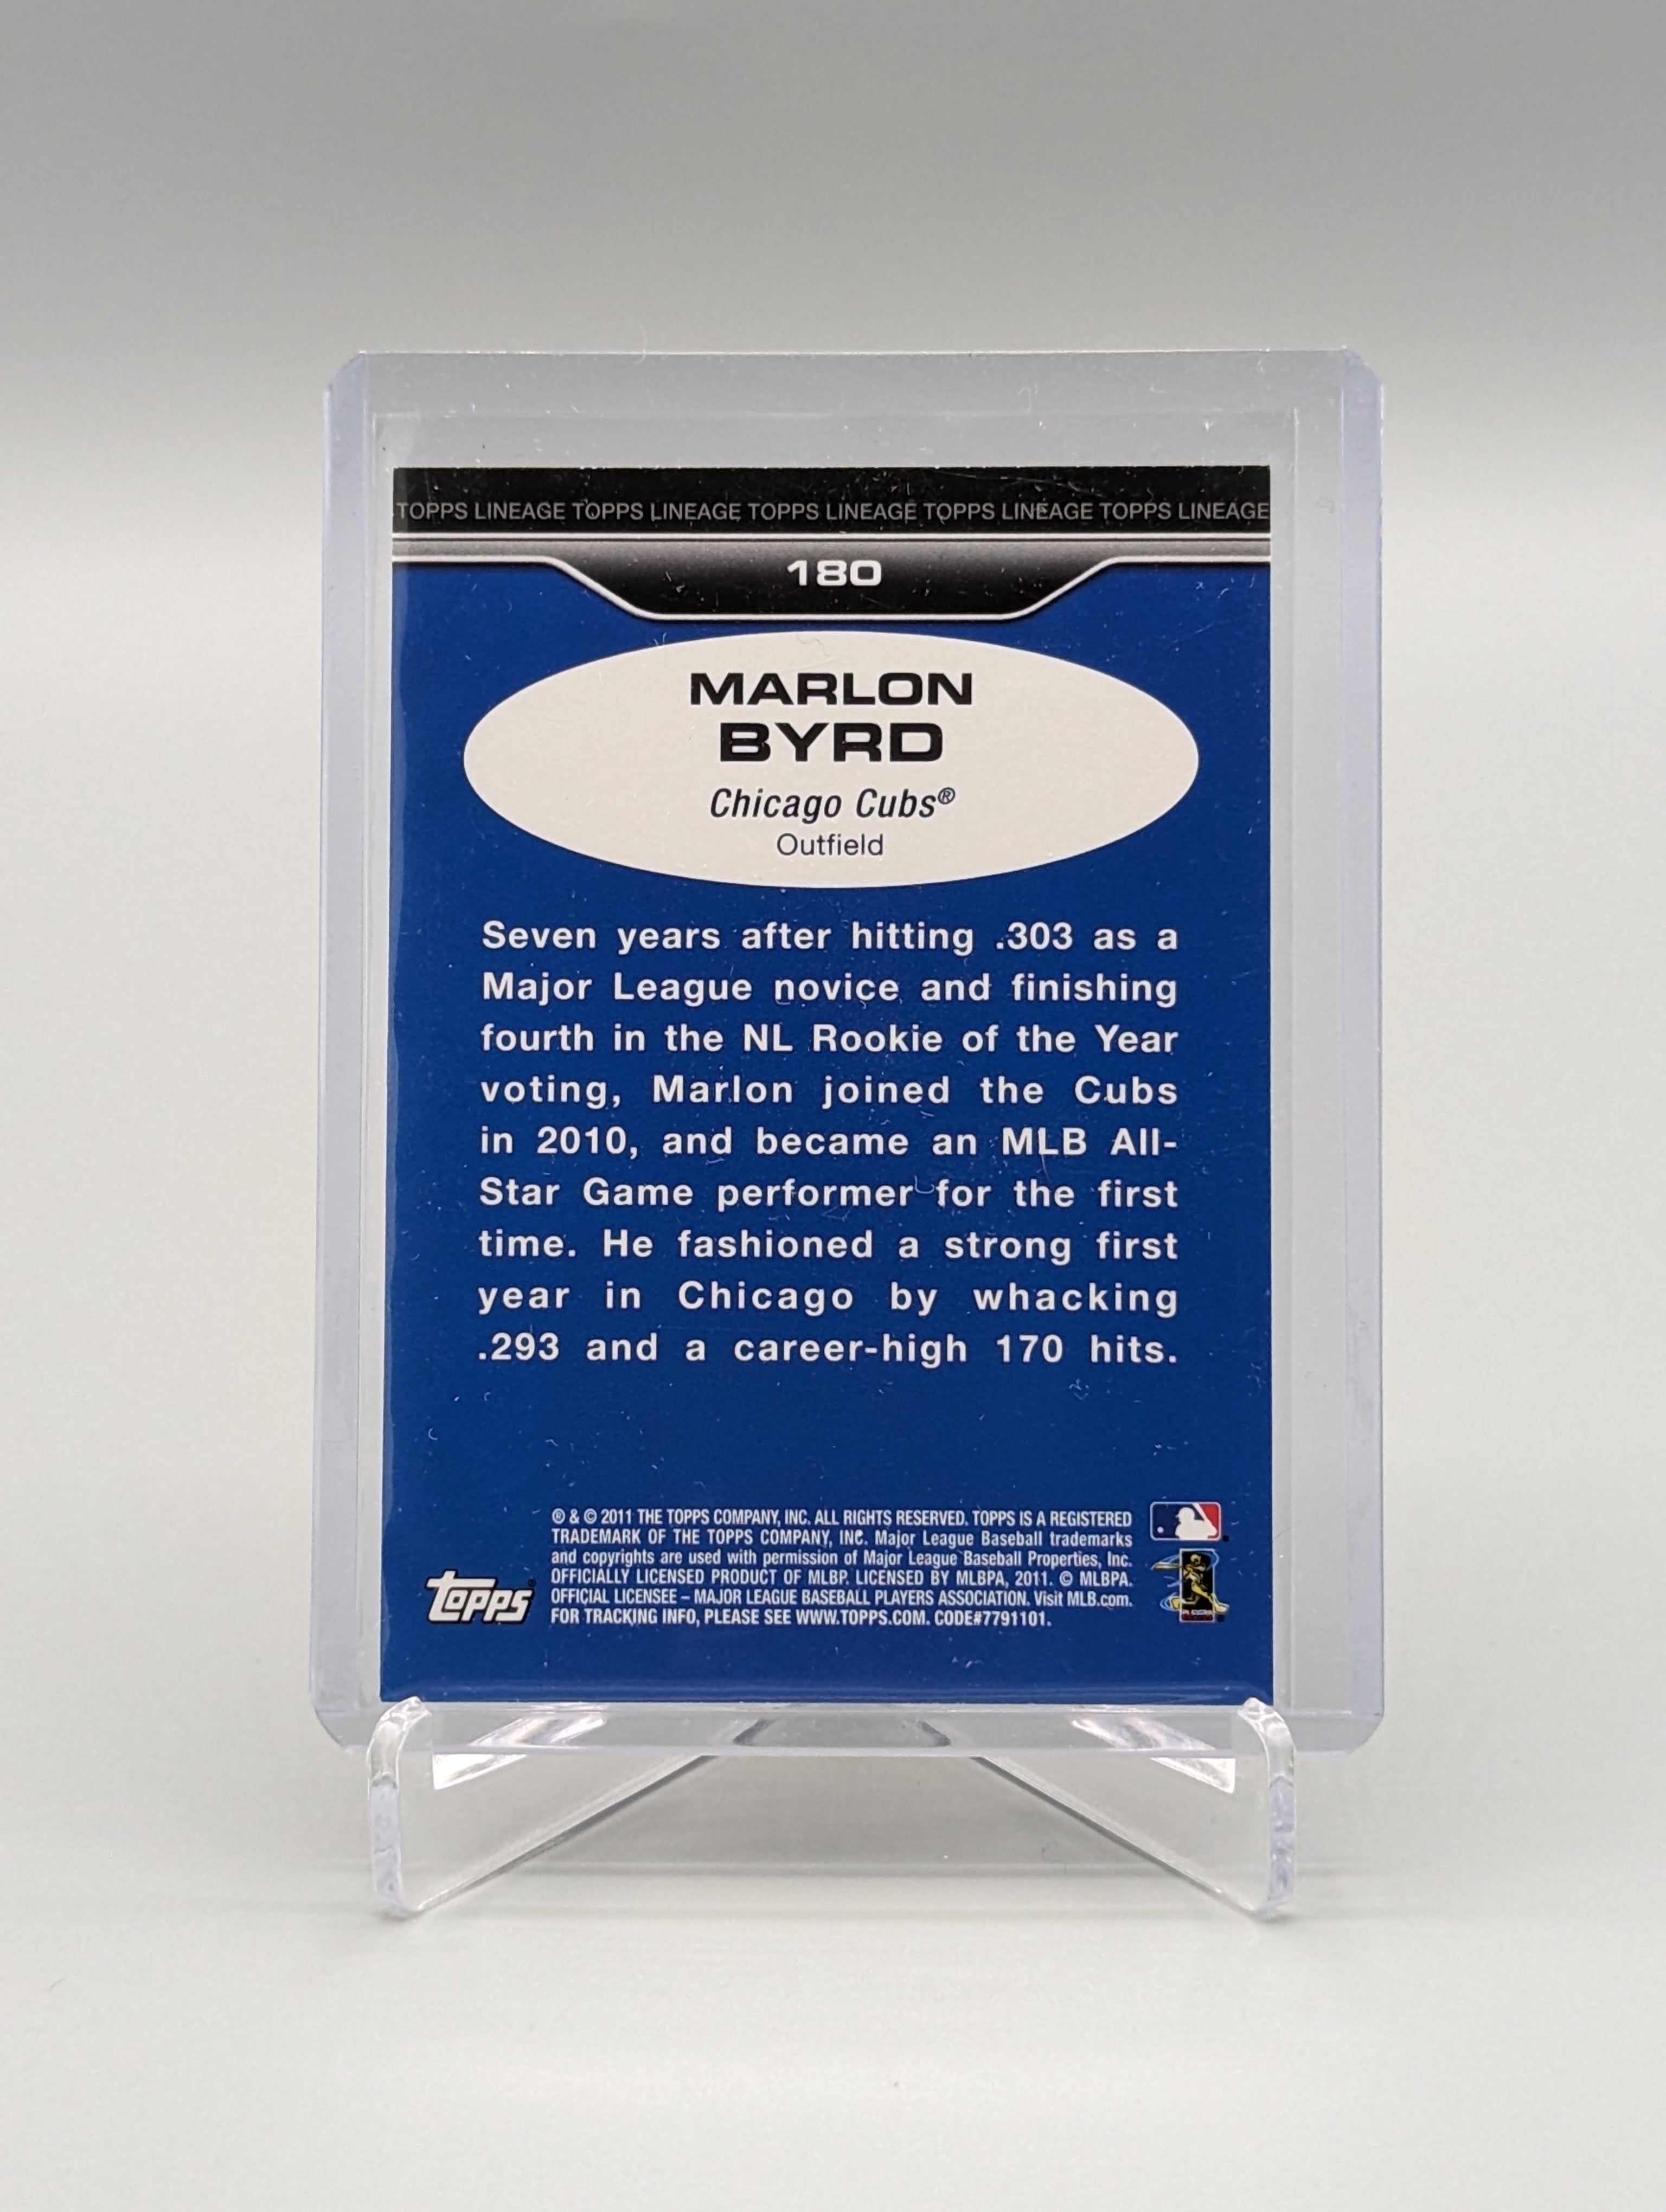 TOPPS LINEAGE TOPPS LINEAGE TOPPS LINEAGE TOPPS LINEAGE TOPPS LINEAGE
180
MARLON
BYRD
Chicago Cubs®
Outfield
Seven years after hitting .303 as a
Major League novice and finishing
fourth in the NL Rookie of the Year
voting, Marlon joined the Cubs
in 2010, and became an MLB All-
Star Game performer for the first
time. He fashioned a strong first
year in Chicago by whacking
.293 and a career-high 170 hits.
® & © 2011 THE TOPPS COMPANY, INC. ALL RIGHTS RESERVED. TOPPS IS A REGISTERED
TRADEMARK OF THE TOPPS COMPANY, INC. Major League Baseball trademarks
and copyrights are used with permission of Major League Baseball Properties, Inc.
OFFICIALLY LICENSED PRODUCT OF MLBP. LICENSED BY MLBPA, 2011. © MLBPA.
OFFICIAL LICENSEE – MAJOR LEAGUE BASEBALL PLAYERS ASSOCIATION. Visit MLB.com.
FOR TRACKING INFO, PLEASE SEE WWW.TOPPS.COM. CODE#7791101.
topps